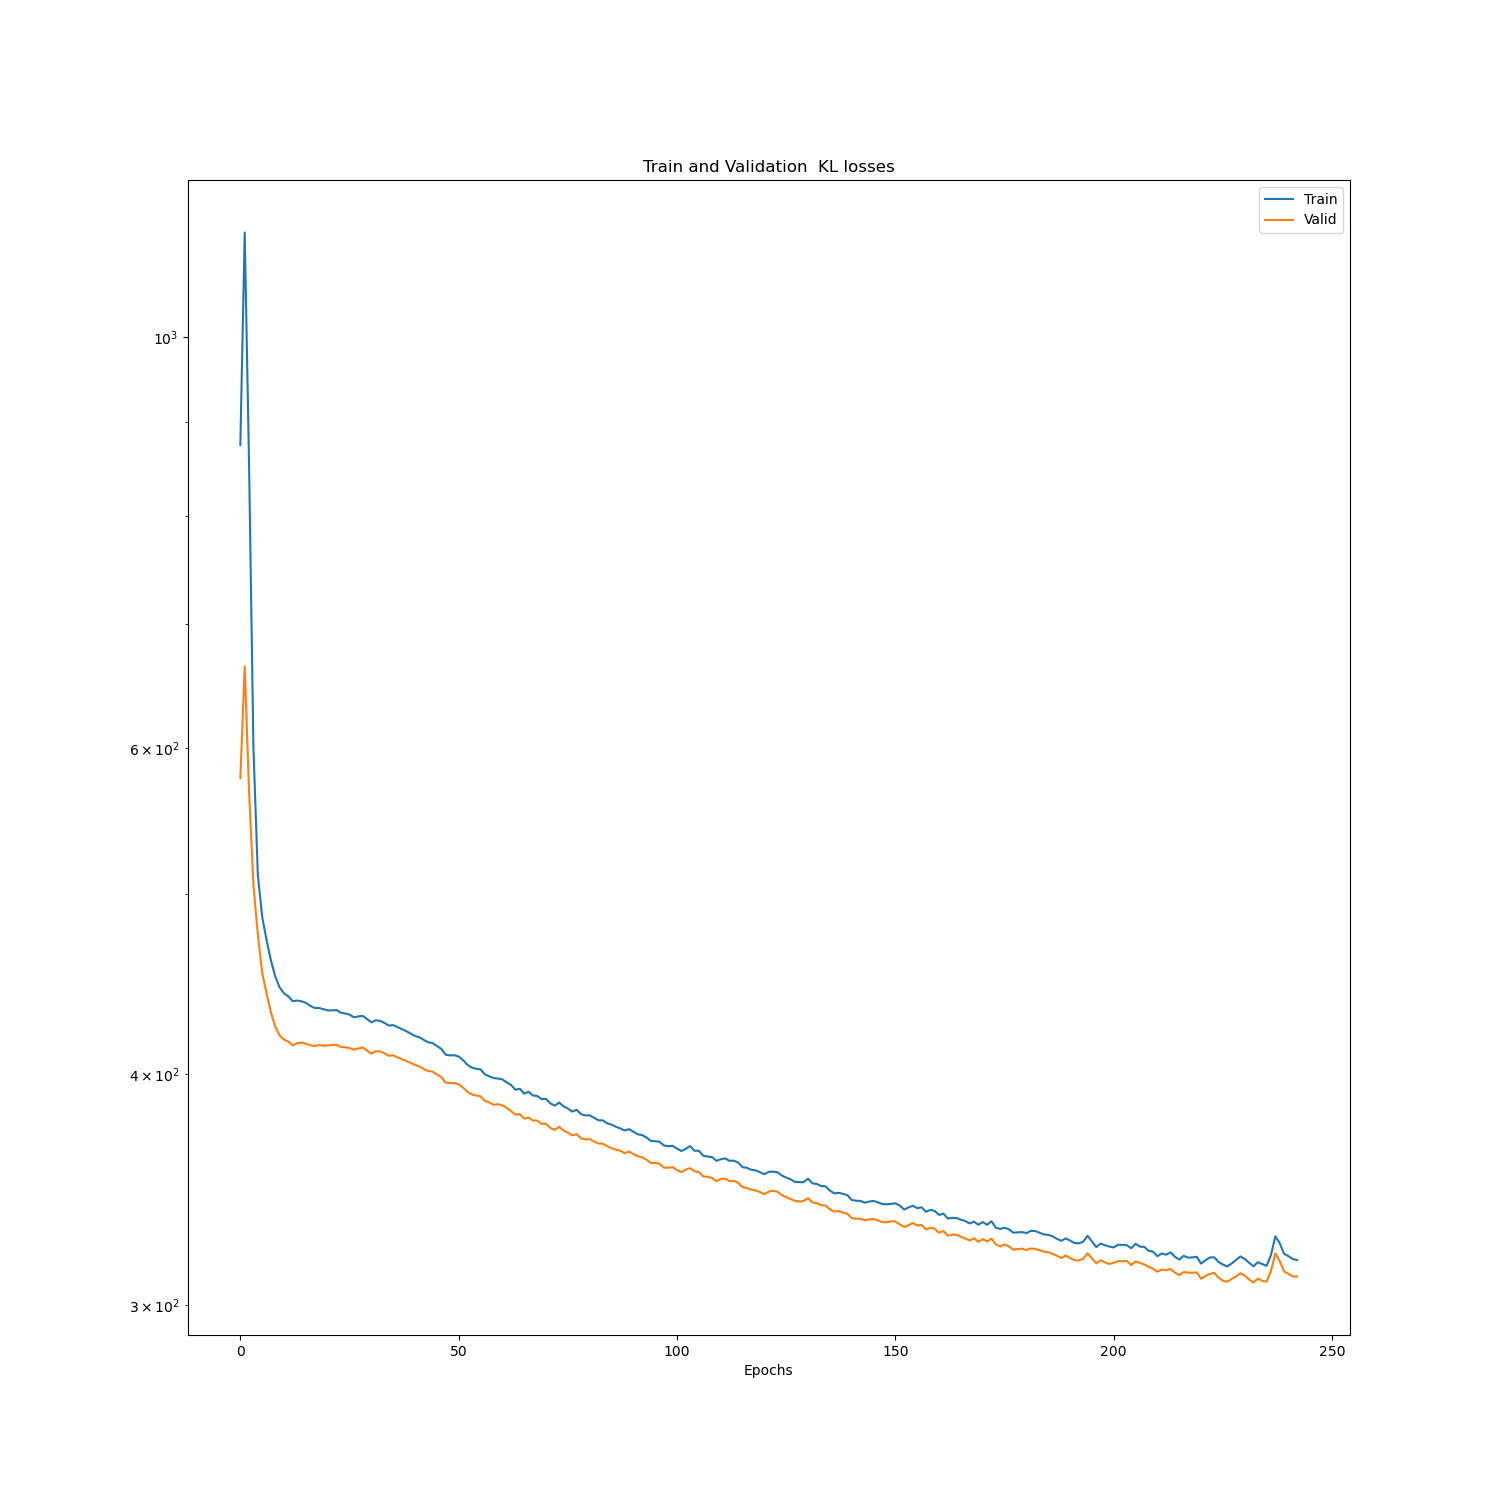 Train and Validation  KL losses
Train
Valid
10³
6 × 10²
4 × 10²
3 × 10²
0 50 100 150 200 250
Epochs